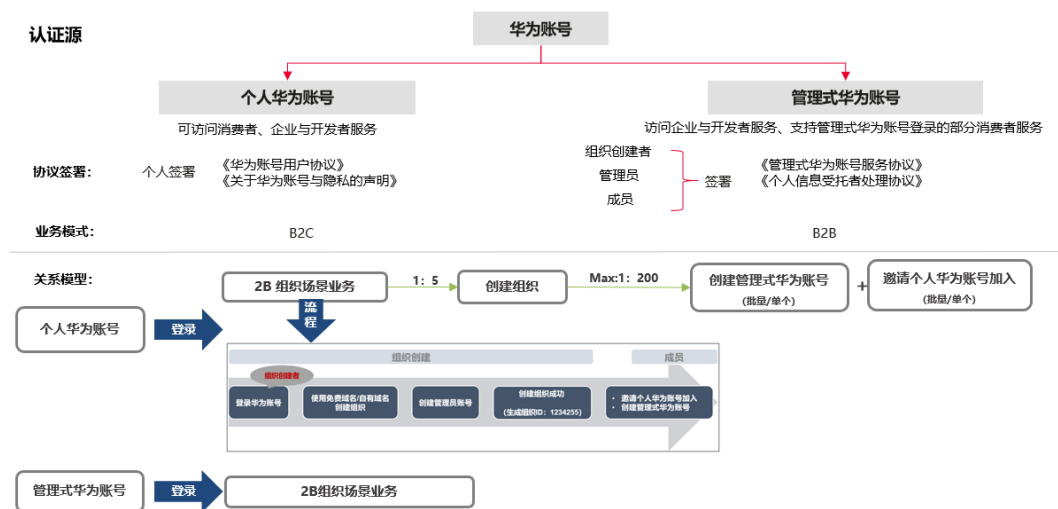 认证源
华为账号
个人华为账号
管理式华为账号
可访问消费者、企业与开发者服务
访问企业与开发者服务、支持管理式华为账号登录的部分消费者服务
协议签署：
个人签署
《华为账号用户协议》
《关于华为账号与隐私的声明》
组织创建者
管理员
成员
签署
《管理式华为账号服务协议》
《个人信息受托者处理协议》
业务模式：
B2C
B2B
关系模型：
2B 组织场景业务
1：5
创建组织
Max:1：200
创建管理式华为账号
(批量/单个)
+
邀请个人华为账号加入
(批量/单个)
流程
个人华为账号
登录
组织创建
成员
组织创建者
登录华为账号
使用免费域名/自有域名
创建组织
创建管理员账号
创建组织成功
(生成组织ID：1234255)
• 邀请个人华为账号加入
• 创建管理式华为账号
管理式华为账号
登录
2B组织场景业务